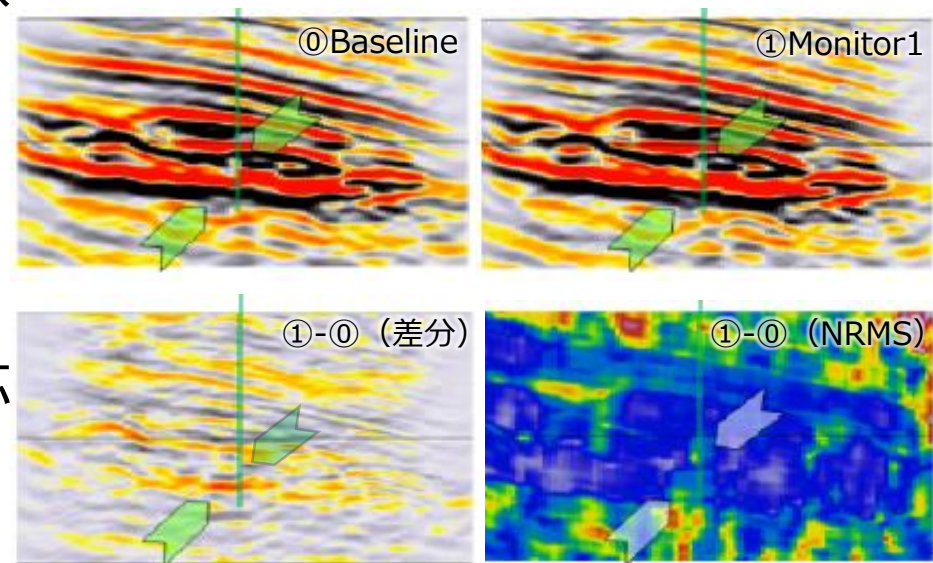 ⓪Baseline
①Monitor1
①-⓪（差分）
①-⓪（NRMS）